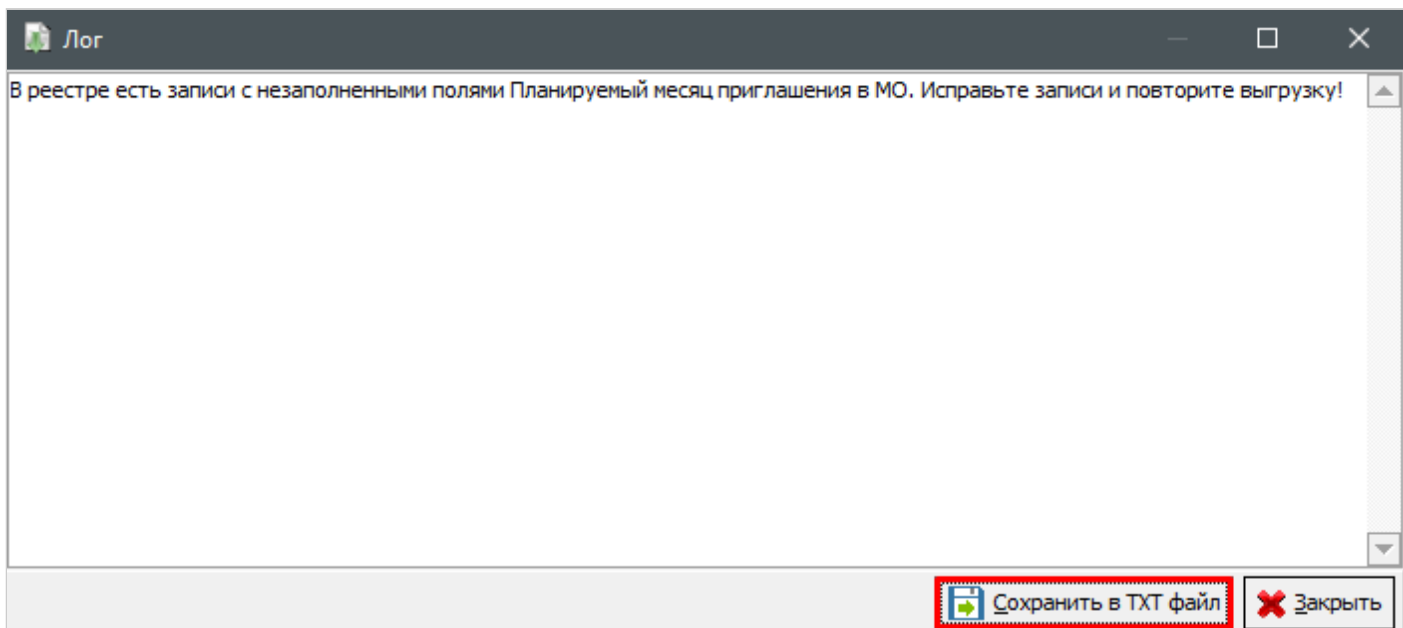 Лог
В реестре есть записи с незаполненными полями Планируемый месяц приглашения в МО. Исправьте записи и повторите выгрузку!
Сохранить в TXT файл
Закрыть